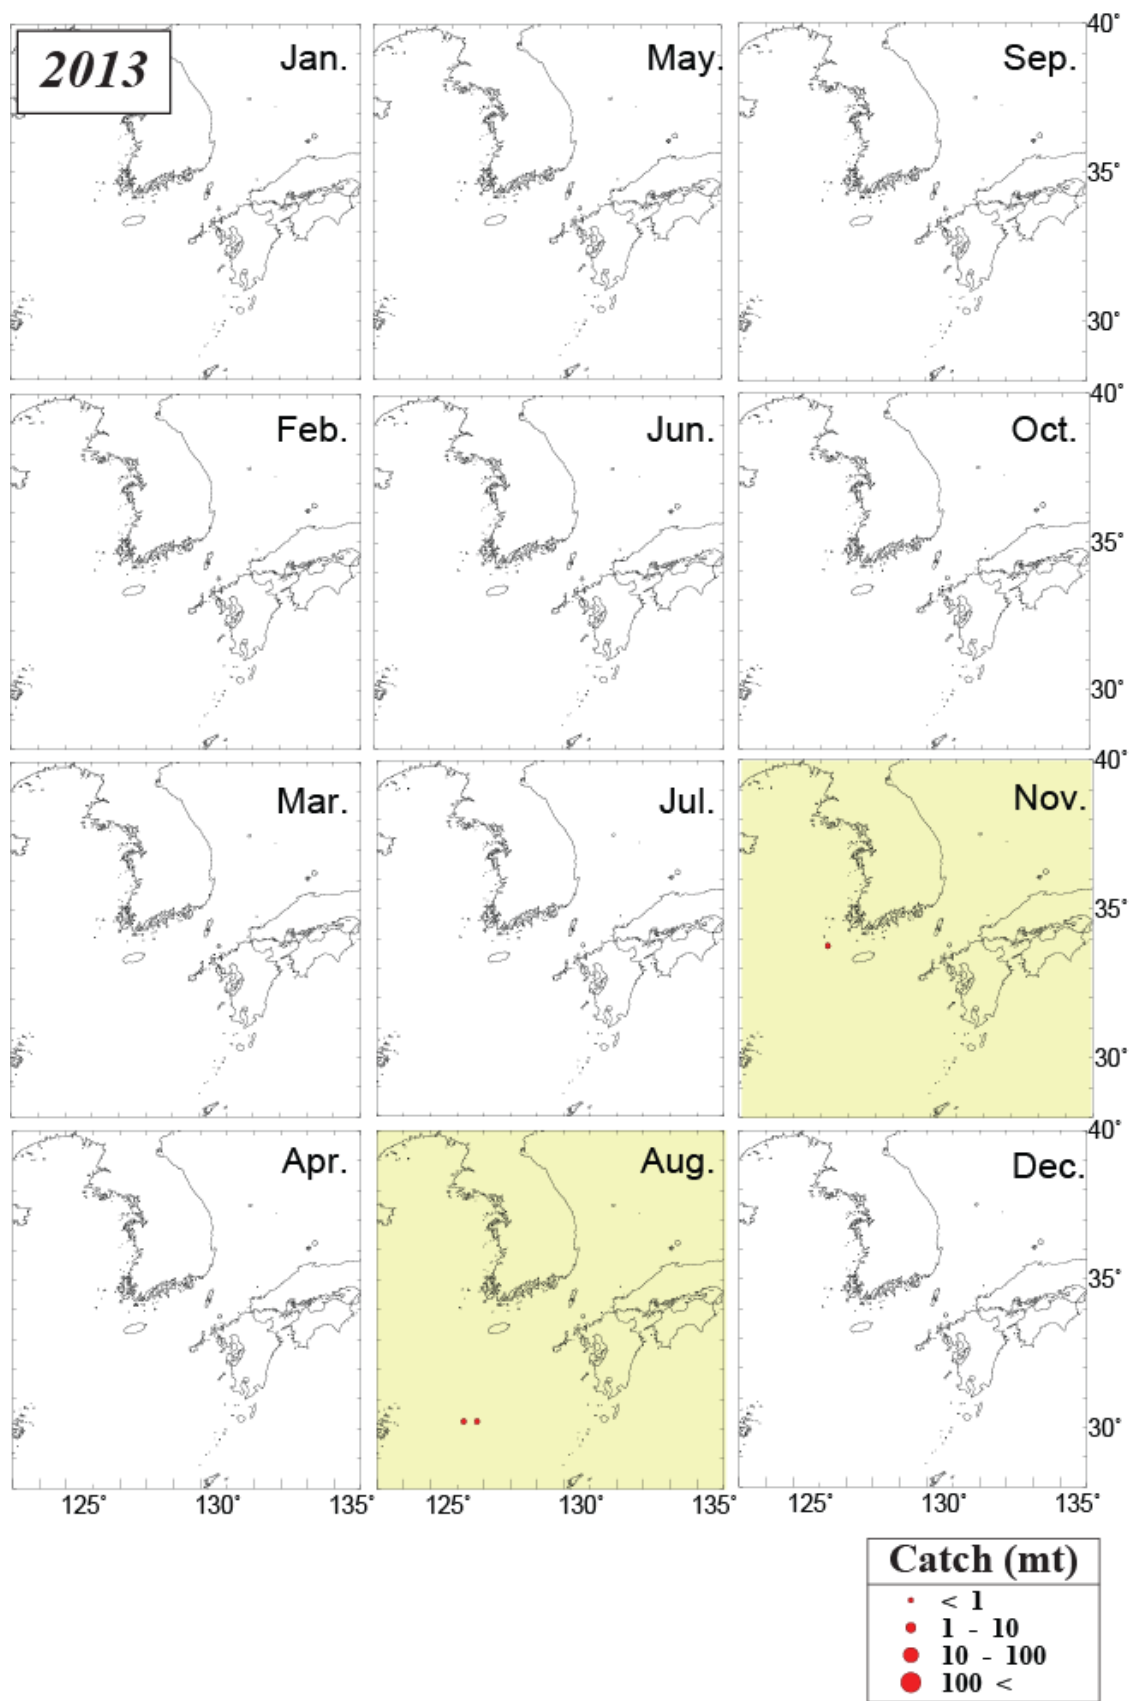 2013
Jan.
May.
Sep.
40°
35°
30°
Feb.
Jun.
Oct.
40°
35°
30°
Mar.
Jul.
Nov.
40°
35°
30°
Apr.
Aug.
Dec.
40°
35°
30°
125° 130° 135° 125° 130° 135° 125° 130° 135°
Catch (mt)
< 1
1 - 10
10 - 100
100 <